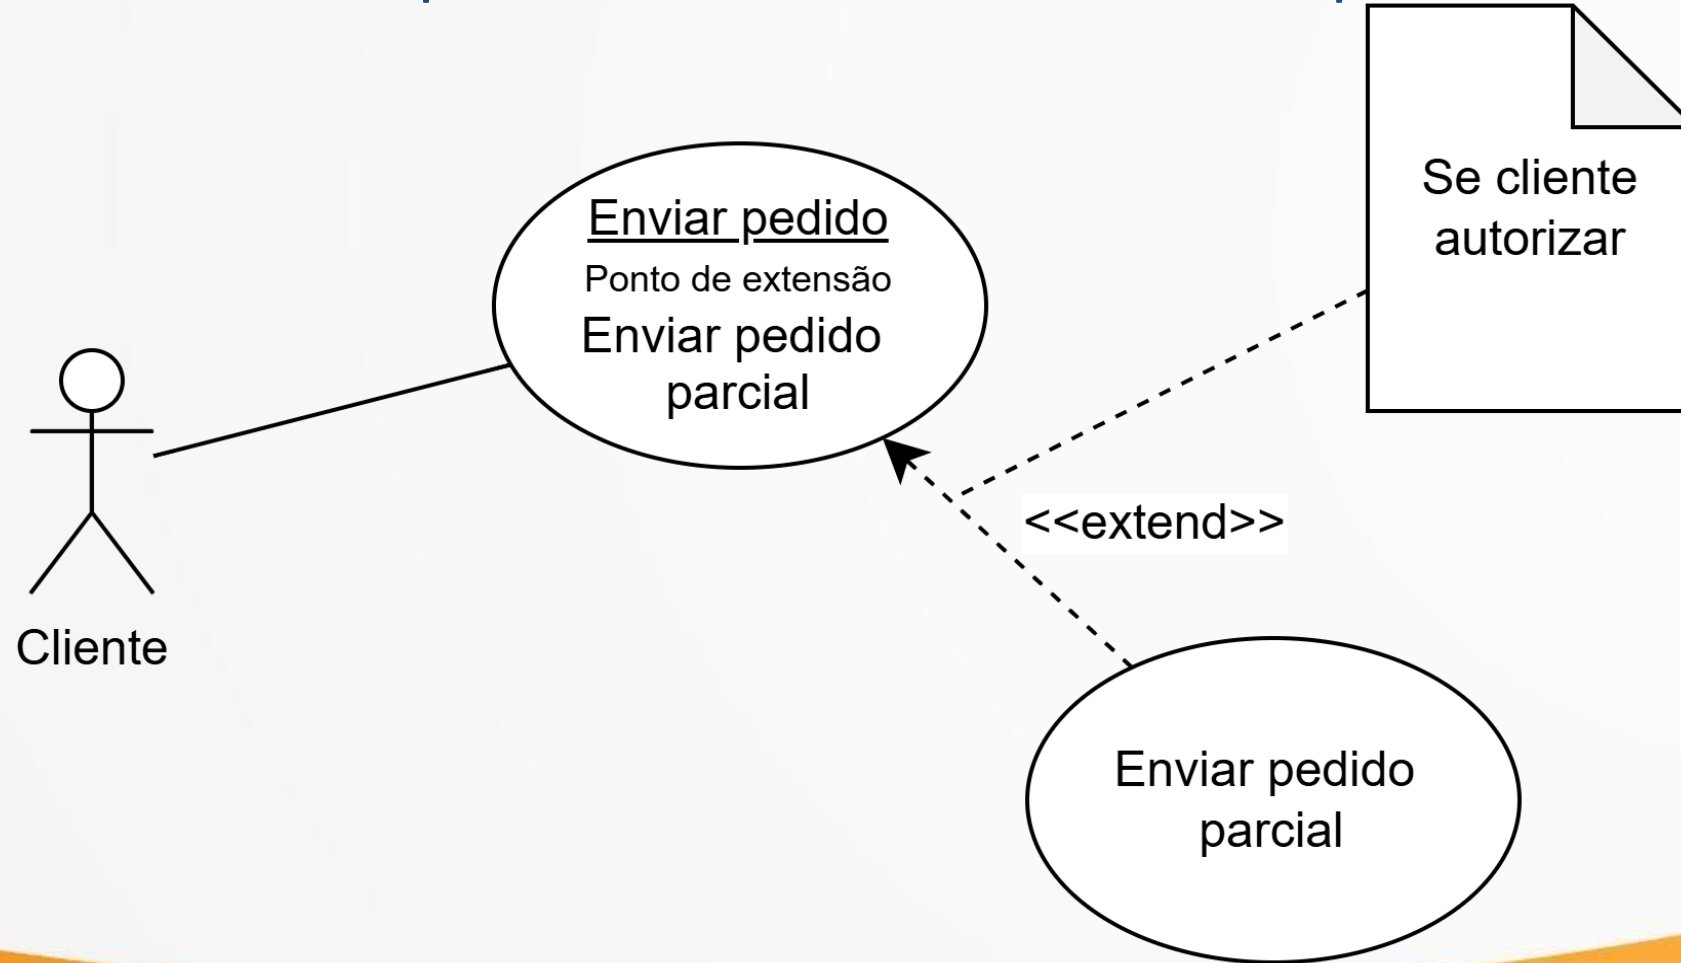 Se cliente
autorizar
Enviar pedido
Ponto de extensão
Enviar pedido
parcial
<<extend>>
Cliente
Enviar pedido
parcial